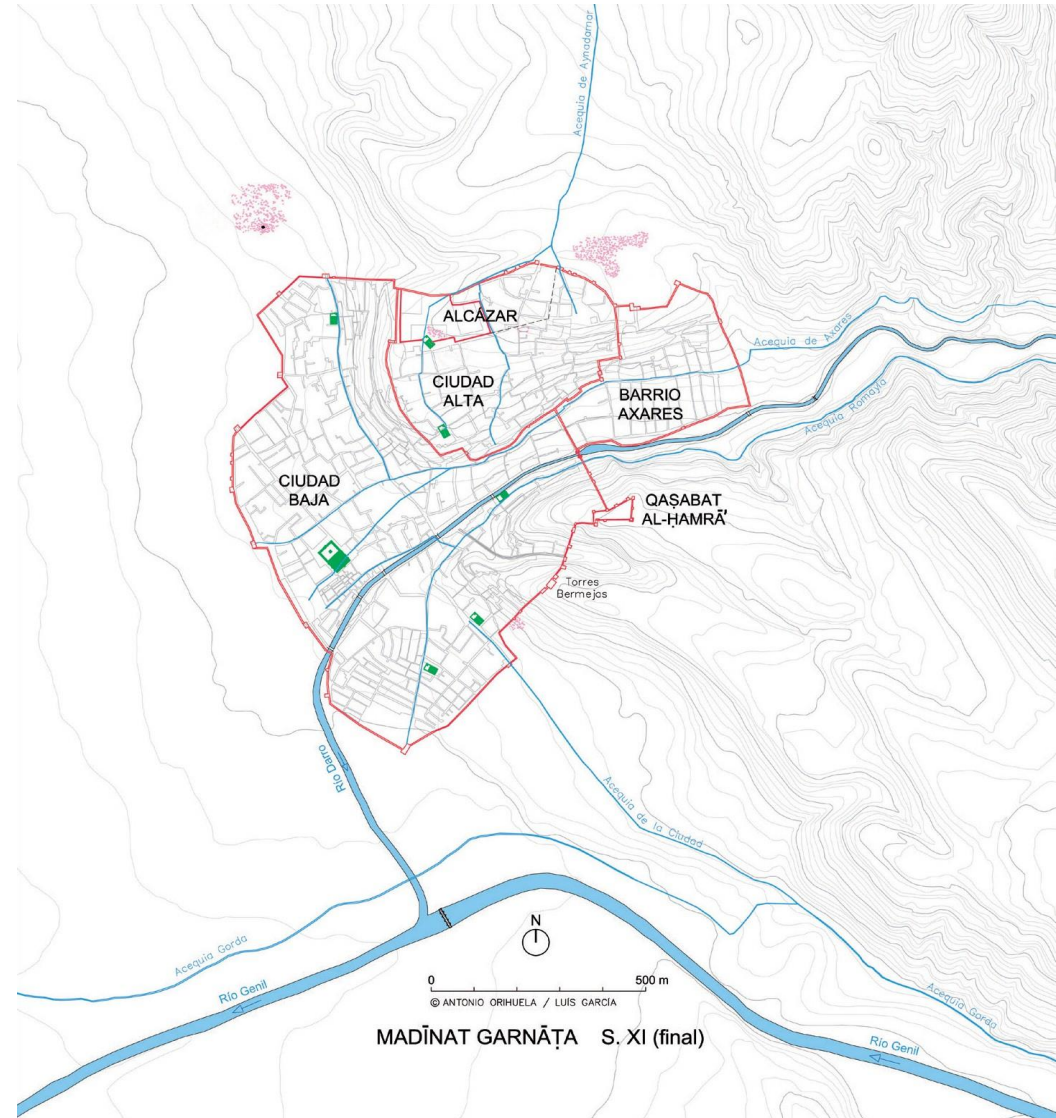 Acequia de Aynadamar
ALCÁZAR
CIUDAD
ALTA
BARRIO
AXARES
Acequia de Axares
Acequia Romayla
CIUDAD
BAJA
QAṢABAT
AL-ḤAMRĀ'
Torres
Bermejas
Río Darro
Acequia de la Ciudad
Acequia Gorda
Río Genil
N
0 500 m
© ANTONIO ORIHUELA / LUIS GARCÍA
MADĪNAT GARNĀṬA S. XI (final)
Acequia Gorda
Río Genil